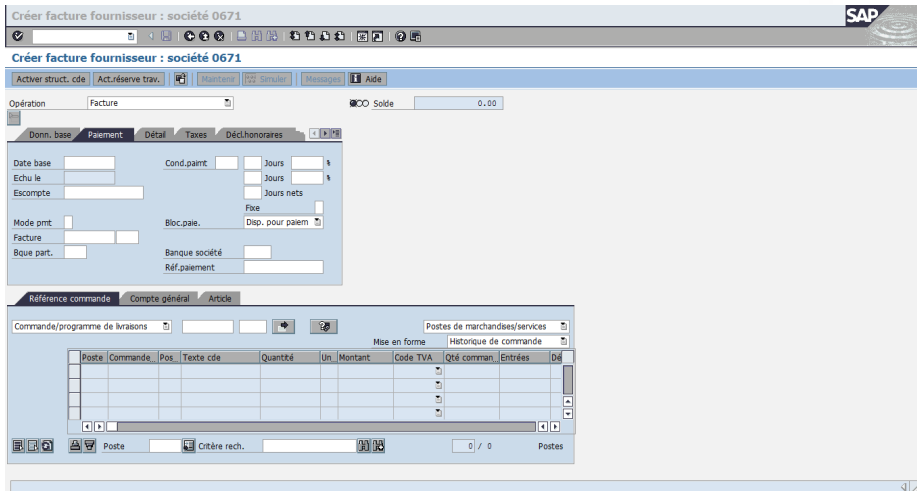 Créer facture fournisseur : société 0671
SAP
Créer facture fournisseur : société 0671
Activer struct. cde Act.réserve trav. Maintenir Simuler Messages Aide
Opération Facture Solde 0.00
Donn. base Paiement Détail Taxes Décl.honoraires
Date base Cond.paimt Jours %
Echu le Jours %
Escompte Jours nets
Fixe
Mode pmt Bloc.paie. Disp. pour paiem
Facture
Bque part. Banque société
Réf.paiement
Référence commande Compte général Article
Commande/programme de livraisons Postes de marchandises/services
Mise en forme Historique de commande
Poste Commande Pos Texte cde Quantité Un Montant Code TVA Qté comman Entrées Dé
Poste Critère rech. 0 / 0 Postes